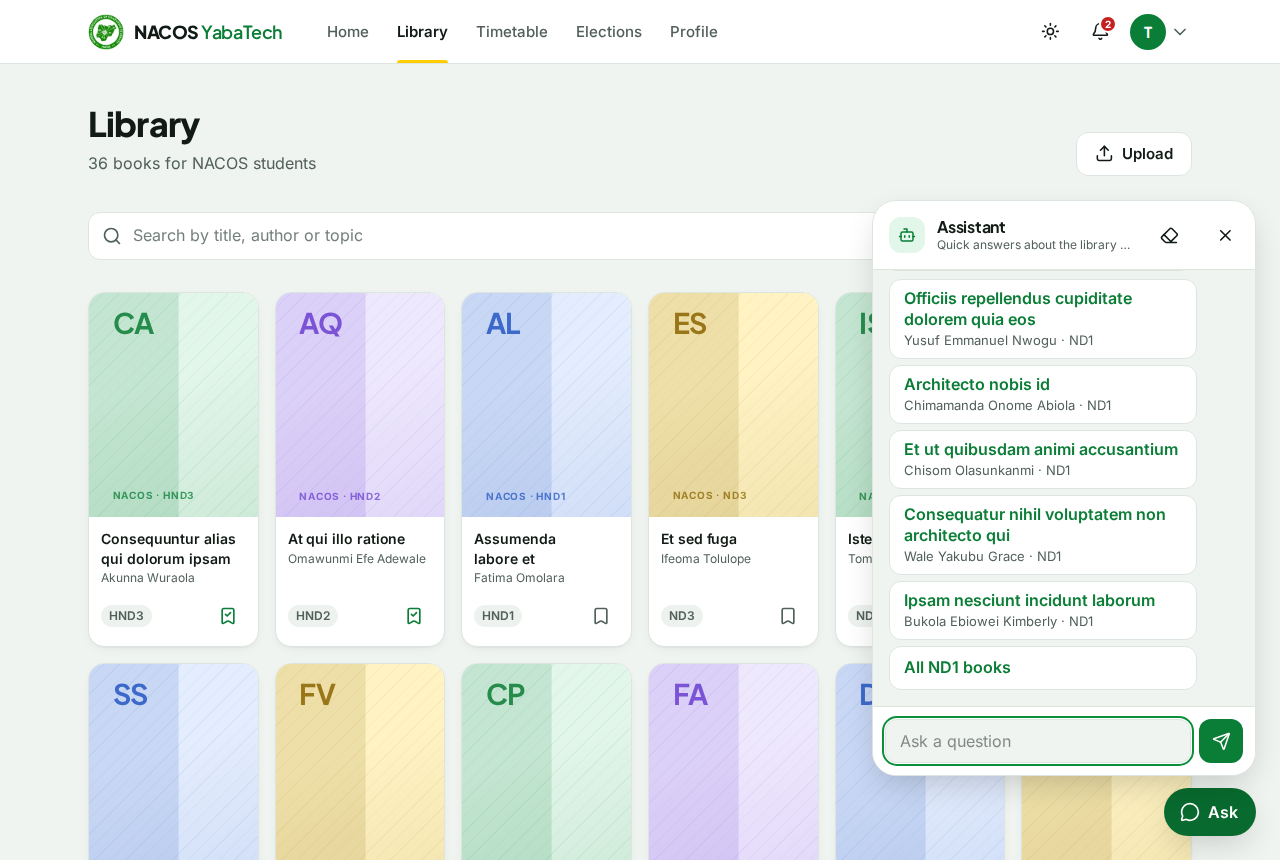 NACOS YabaTech
Home
Library
Timetable
Elections
Profile
2
T
Library
36 books for NACOS students
Upload
Search by title, author or topic
CA
NACOS · HND3
Consequuntur alias
qui dolorum ipsam
Akunna Wuraola
HND3
AQ
NACOS · HND2
At qui illo ratione
Omawunmi Efe Adewale
HND2
AL
NACOS · HND1
Assumenda
labore et
Fatima Omolara
HND1
ES
NACOS · ND3
Et sed fuga
Ifeoma Tolulope
ND3
SS
FV
CP
FA
Assistant
Quick answers about the library ...
Officiis repellendus cupiditate
dolorem quia eos
Yusuf Emmanuel Nwogu · ND1
Architecto nobis id
Chimamanda Onome Abiola · ND1
Et ut quibusdam animi accusantium
Chisom Olasunkanmi · ND1
Consequatur nihil voluptatem non
architecto qui
Wale Yakubu Grace · ND1
Ipsam nesciunt incidunt laborum
Bukola Ebiowei Kimberly · ND1
All ND1 books
Ask a question
Ask